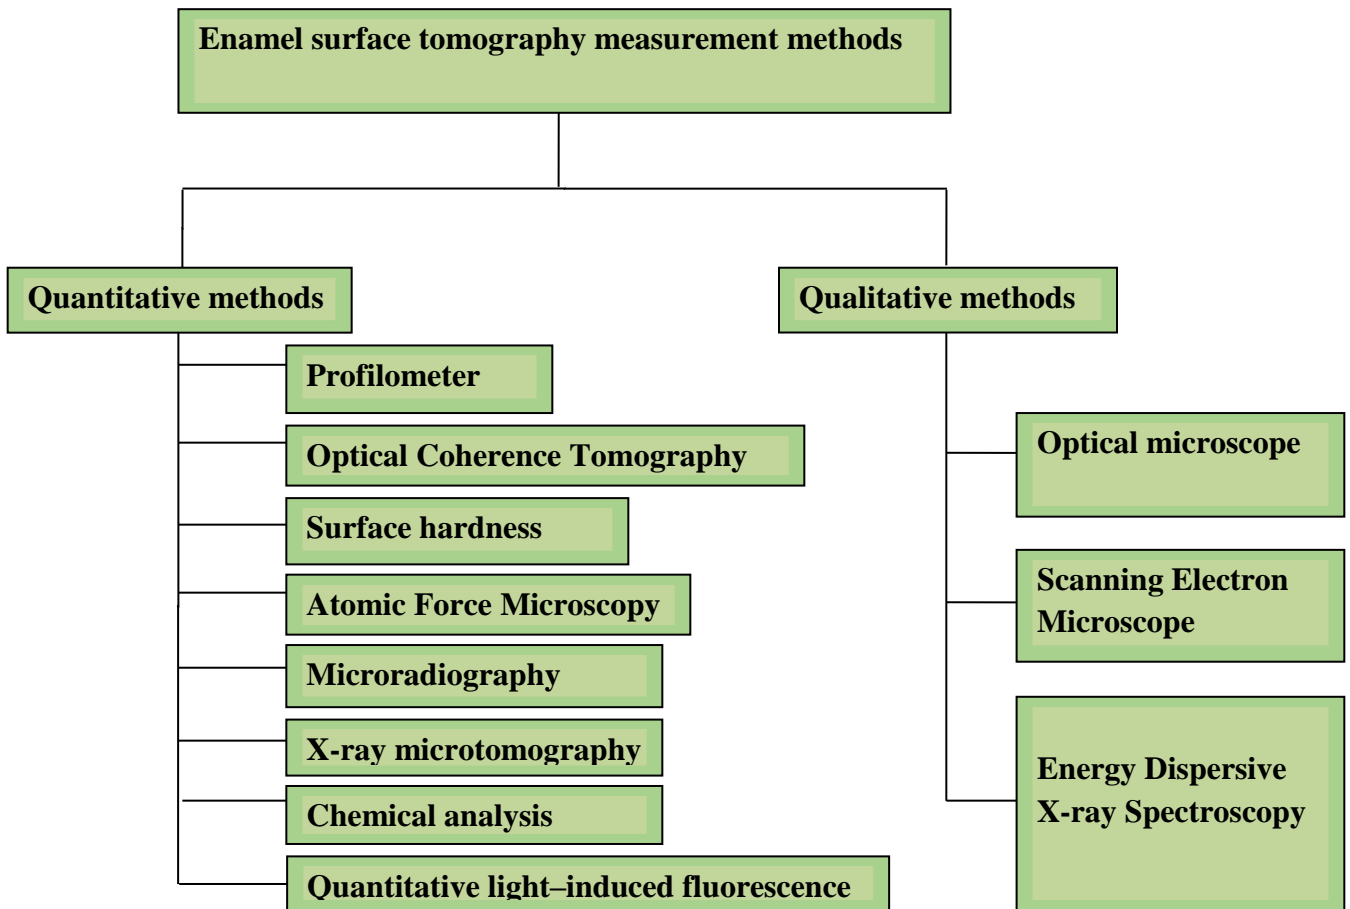 Enamel surface tomography measurement methods
Quantitative methods
Profilometer
Optical Coherence Tomography
Surface hardness
Atomic Force Microscopy
Microradiography
X-ray microtomography
Chemical analysis
Quantitative light–induced fluorescence
Qualitative methods
Optical microscope
Scanning Electron
Microscope
Energy Dispersive
X-ray Spectroscopy